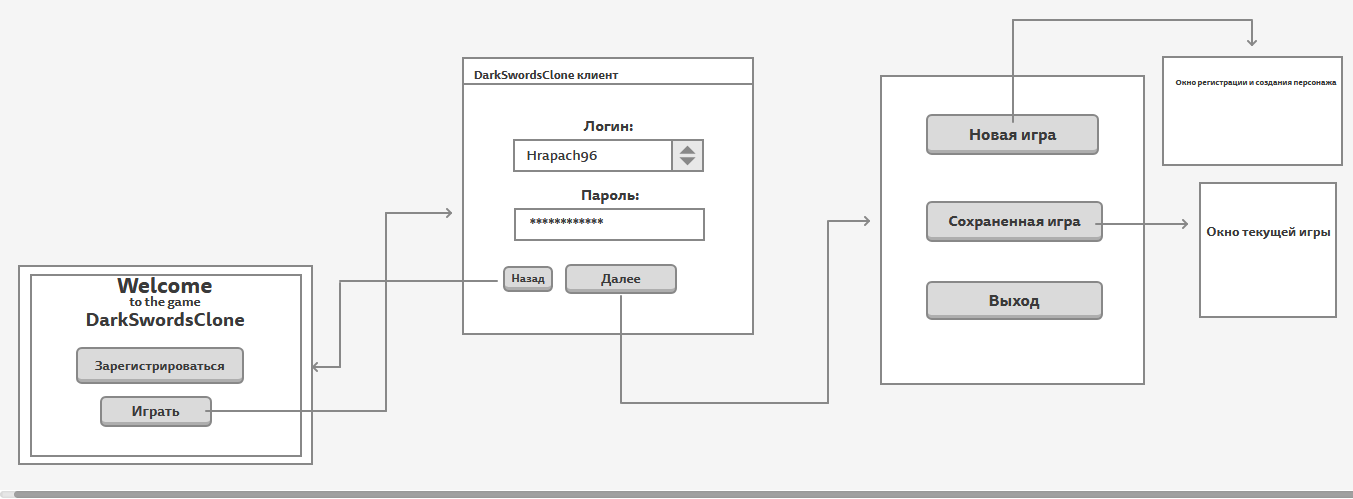 Welcome
to the game
DarkSwordsClone
Зарегистрироваться
Играть
DarkSwordsClone клиент
Логин:
Hrapach96
Пароль:
************
Назад
Далее
Новая игра
Сохраненная игра
Выход
Окно регистрации и создания персонажа
Окно текущей игры